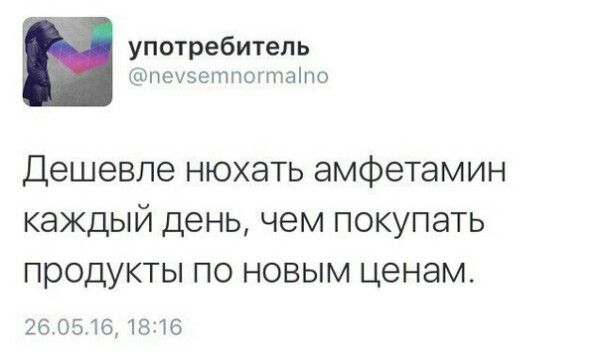 употребитель
@nevsemnormalno
Дешевле нюхать амфетамин
каждый день, чем покупать
продукты по новым ценам.
26.05.16, 18:16